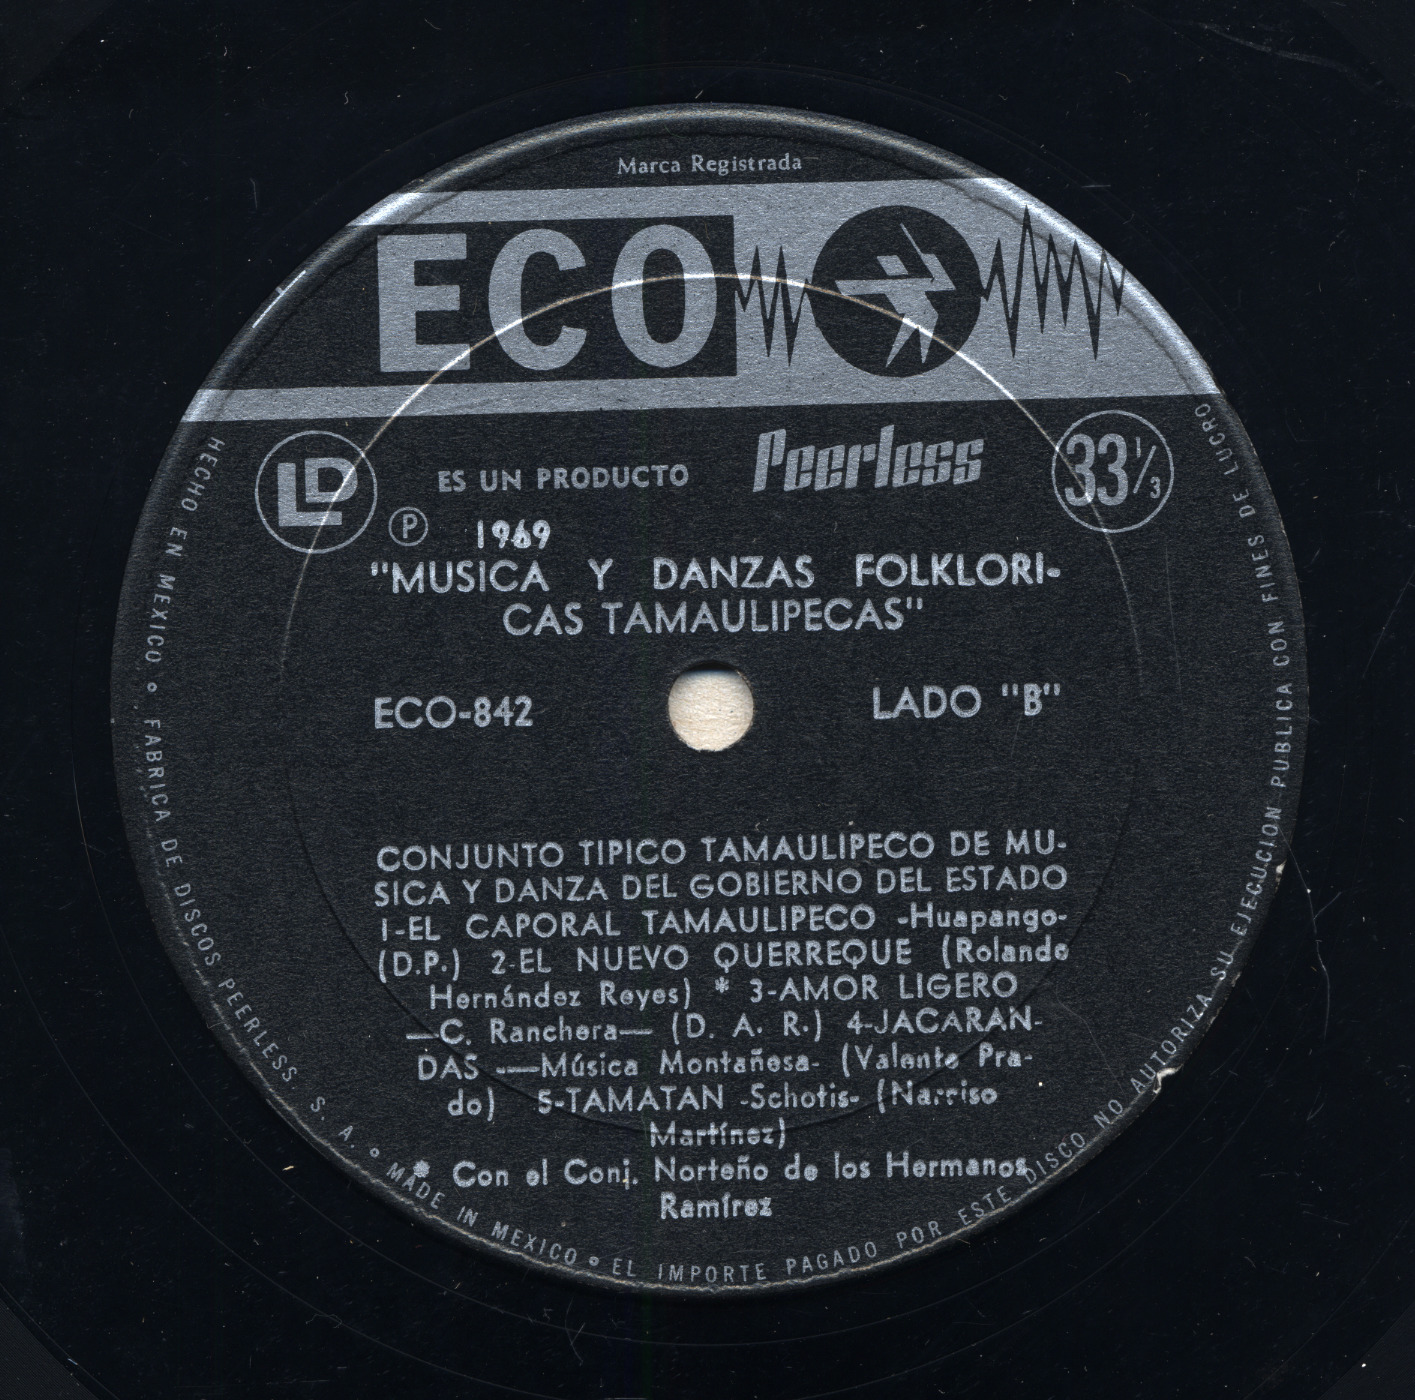 Marca Registrada
ECO
LD
ES UN PRODUCTO Peerless
33⅓
Ⓟ 1969
"MUSICA Y DANZAS FOLKLORI-
CAS TAMAULIPECAS"
ECO-842
LADO "B"
CONJUNTO TIPICO TAMAULIPECO DE MU-
SICA Y DANZA DEL GOBIERNO DEL ESTADO
1-EL CAPORAL TAMAULIPECO -Huapango-
(D.P.) 2-EL NUEVO QUERREQUE (Rolando
Hernández Reyes) * 3-AMOR LIGERO
—C. Ranchera— (D. A. R.) 4-JACARAN-
DAS -—Música Montañesa- (Valente Pra-
do) 5-TAMATAN -Schotis- (Narriso
Martínez)
* Con el Conj. Norteño de los Hermanos
Ramírez
HECHO EN MEXICO • FABRICA DE DISCOS PEERLESS S. A. • MADE IN MEXICO • EL IMPORTE PAGADO POR ESTE DISCO NO AUTORIZA SU EJECUCION PUBLICA CON FINES DE LUCRO